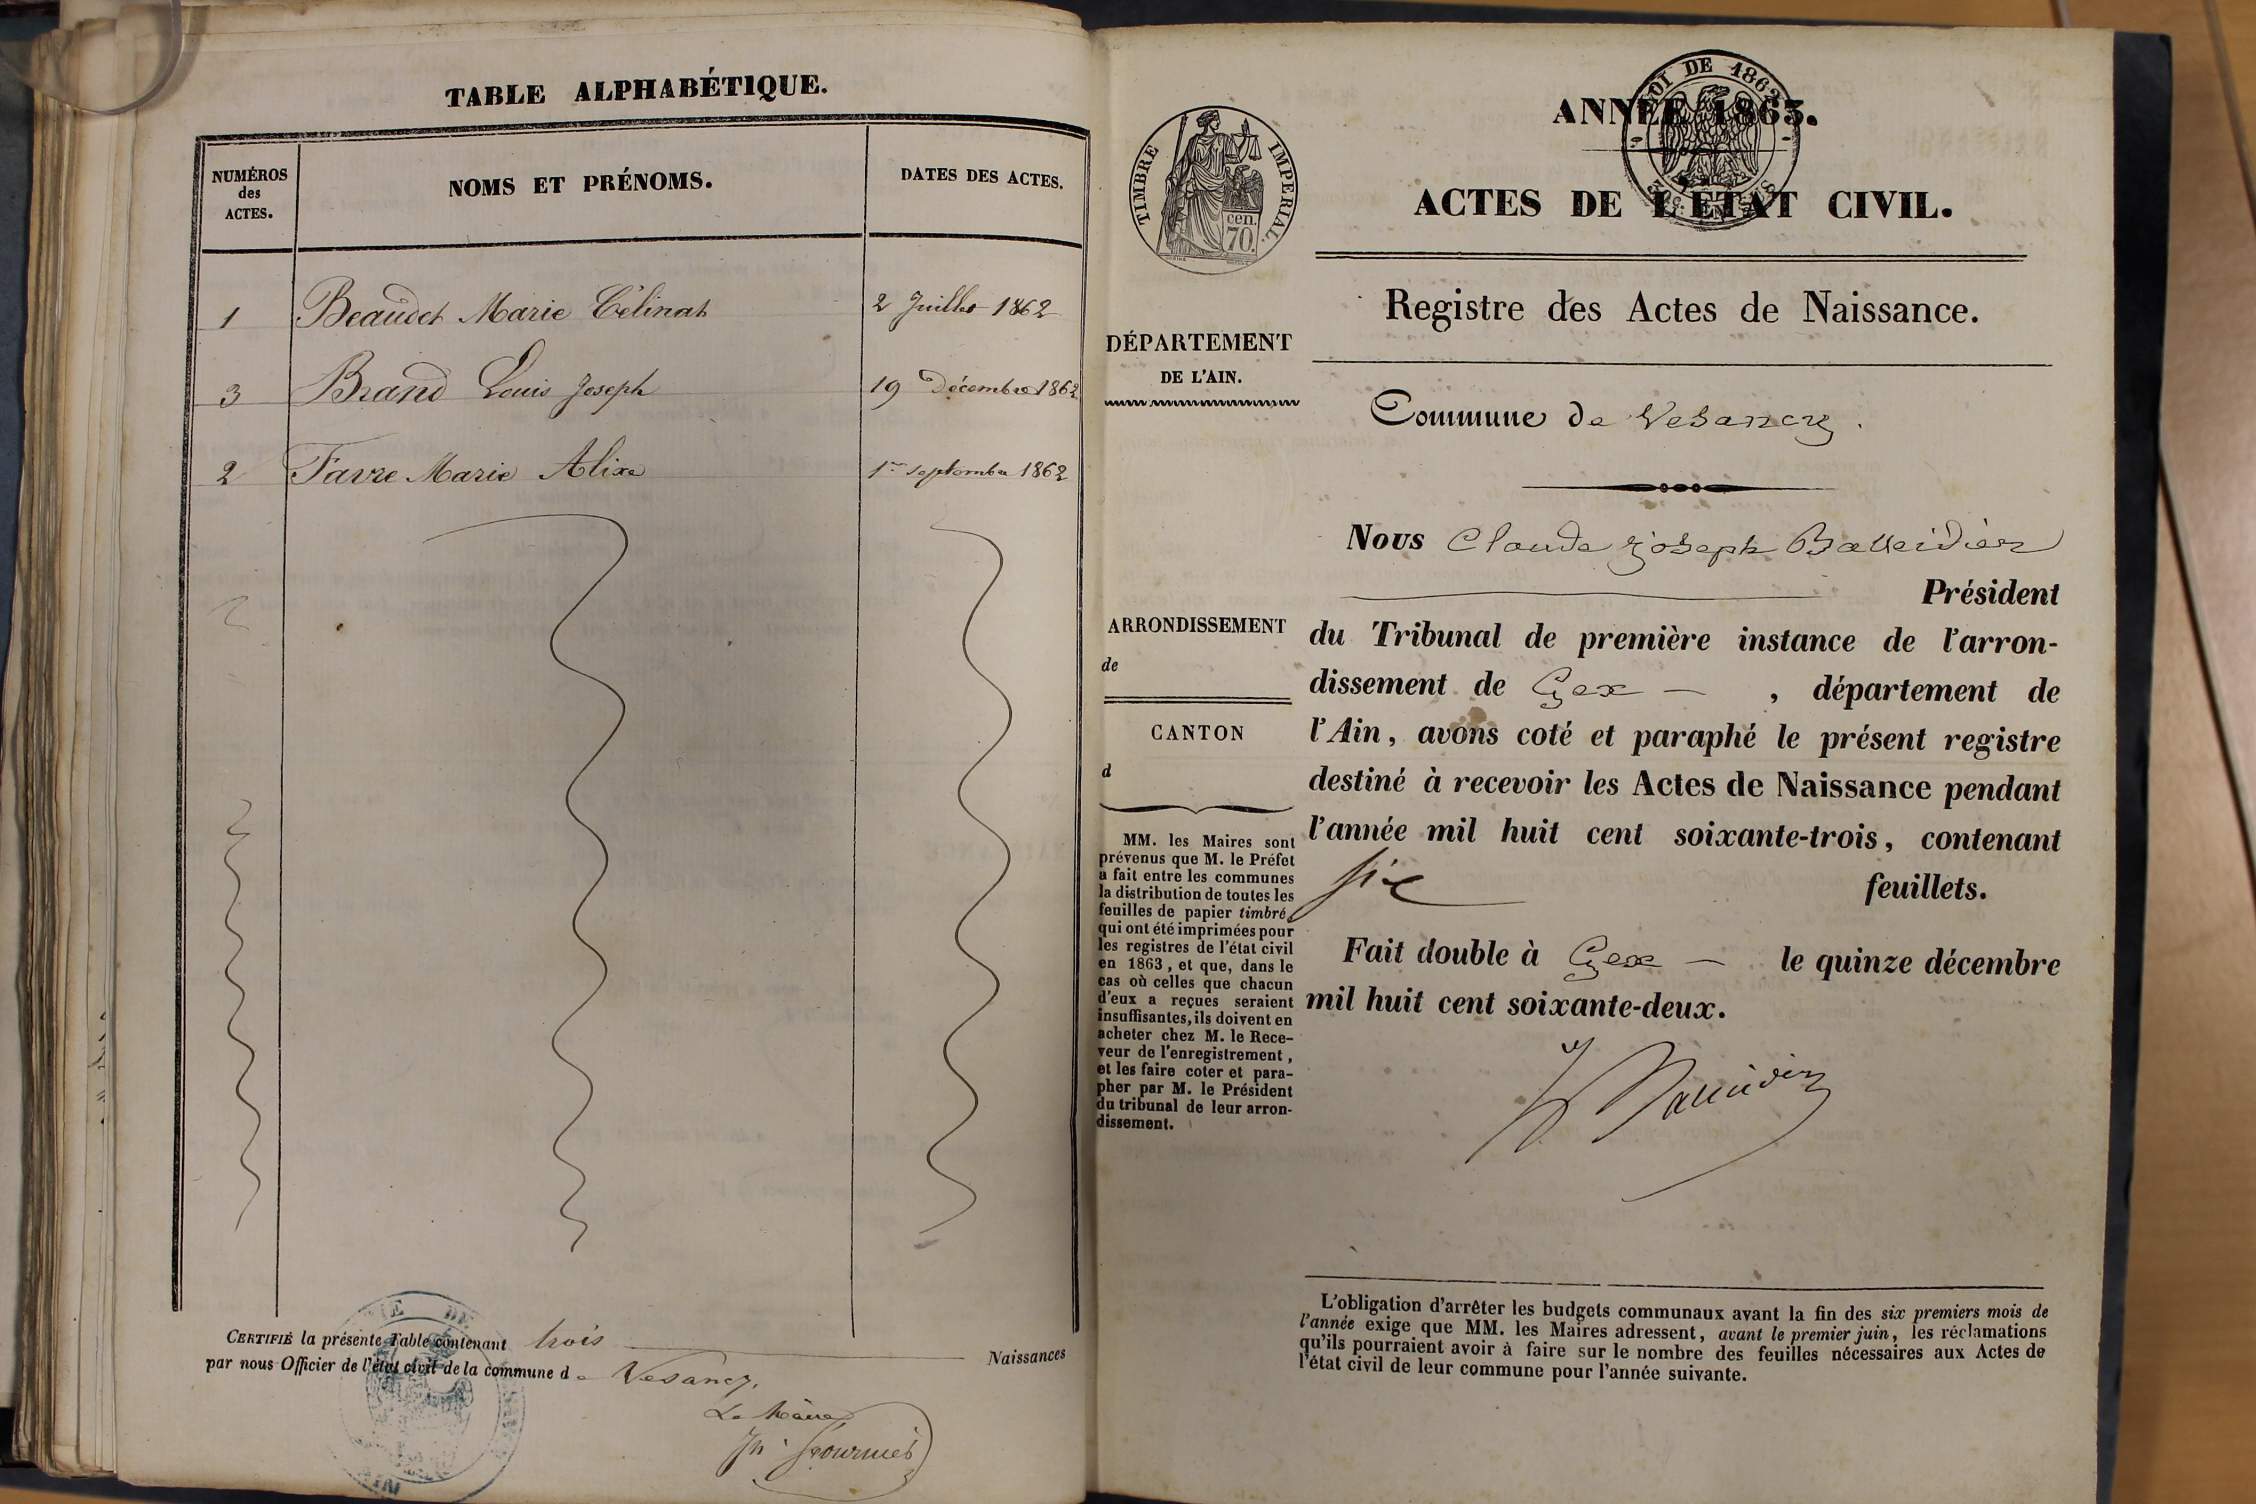 TABLE ALPHABÉTIQUE.
NUMÉROS des ACTES.
NOMS ET PRÉNOMS.
DATES DES ACTES.
1 Beaudet Marie Célinat 2 Juillet 1862
3 Brand Louis Joseph 19 Décembre 1862
2 Favre Marie Alixe 1er septembre 1862
CERTIFIÉ la présente Table contenant trois Naissances
par nous Officier de l'état civil de la commune de Vesancy.
Le Maire
TIMBRE IMPERIAL.
cen.
70.
LOI DE 1862
ANNÉE 1863.
ACTES DE L'ÉTAT CIVIL.
Registre des Actes de Naissance.
DÉPARTEMENT
DE L'AIN.
Commune de Vesancy.
Nous Claude Joseph Balleidier
Président
ARRONDISSEMENT
de
du Tribunal de première instance de l'arron-
dissement de Gex — , département de
CANTON
d
l'Ain, avons coté et paraphé le présent registre
destiné à recevoir les Actes de Naissance pendant
l'année mil huit cent soixante-trois, contenant
six feuillets.
Fait double à Gex — le quinze décembre
mil huit cent soixante-deux.
Balleidier
MM. les Maires sont
prévenus que M. le Préfet
a fait entre les communes
la distribution de toutes les
feuilles de papier timbré,
qui ont été imprimées pour
les registres de l'état civil
en 1863, et que, dans le
cas où celles que chacun
d'eux a reçues seraient
insuffisantes, ils doivent en
acheter chez M. le Rece-
veur de l'enregistrement,
et les faire coter et para-
pher par M. le Président
du tribunal de leur arron-
dissement.
L'obligation d'arrêter les budgets communaux avant la fin des six premiers mois de
l'année exige que MM. les Maires adressent, avant le premier juin, les réclamations
qu'ils pourraient avoir à faire sur le nombre des feuilles nécessaires aux Actes de
l'état civil de leur commune pour l'année suivante.